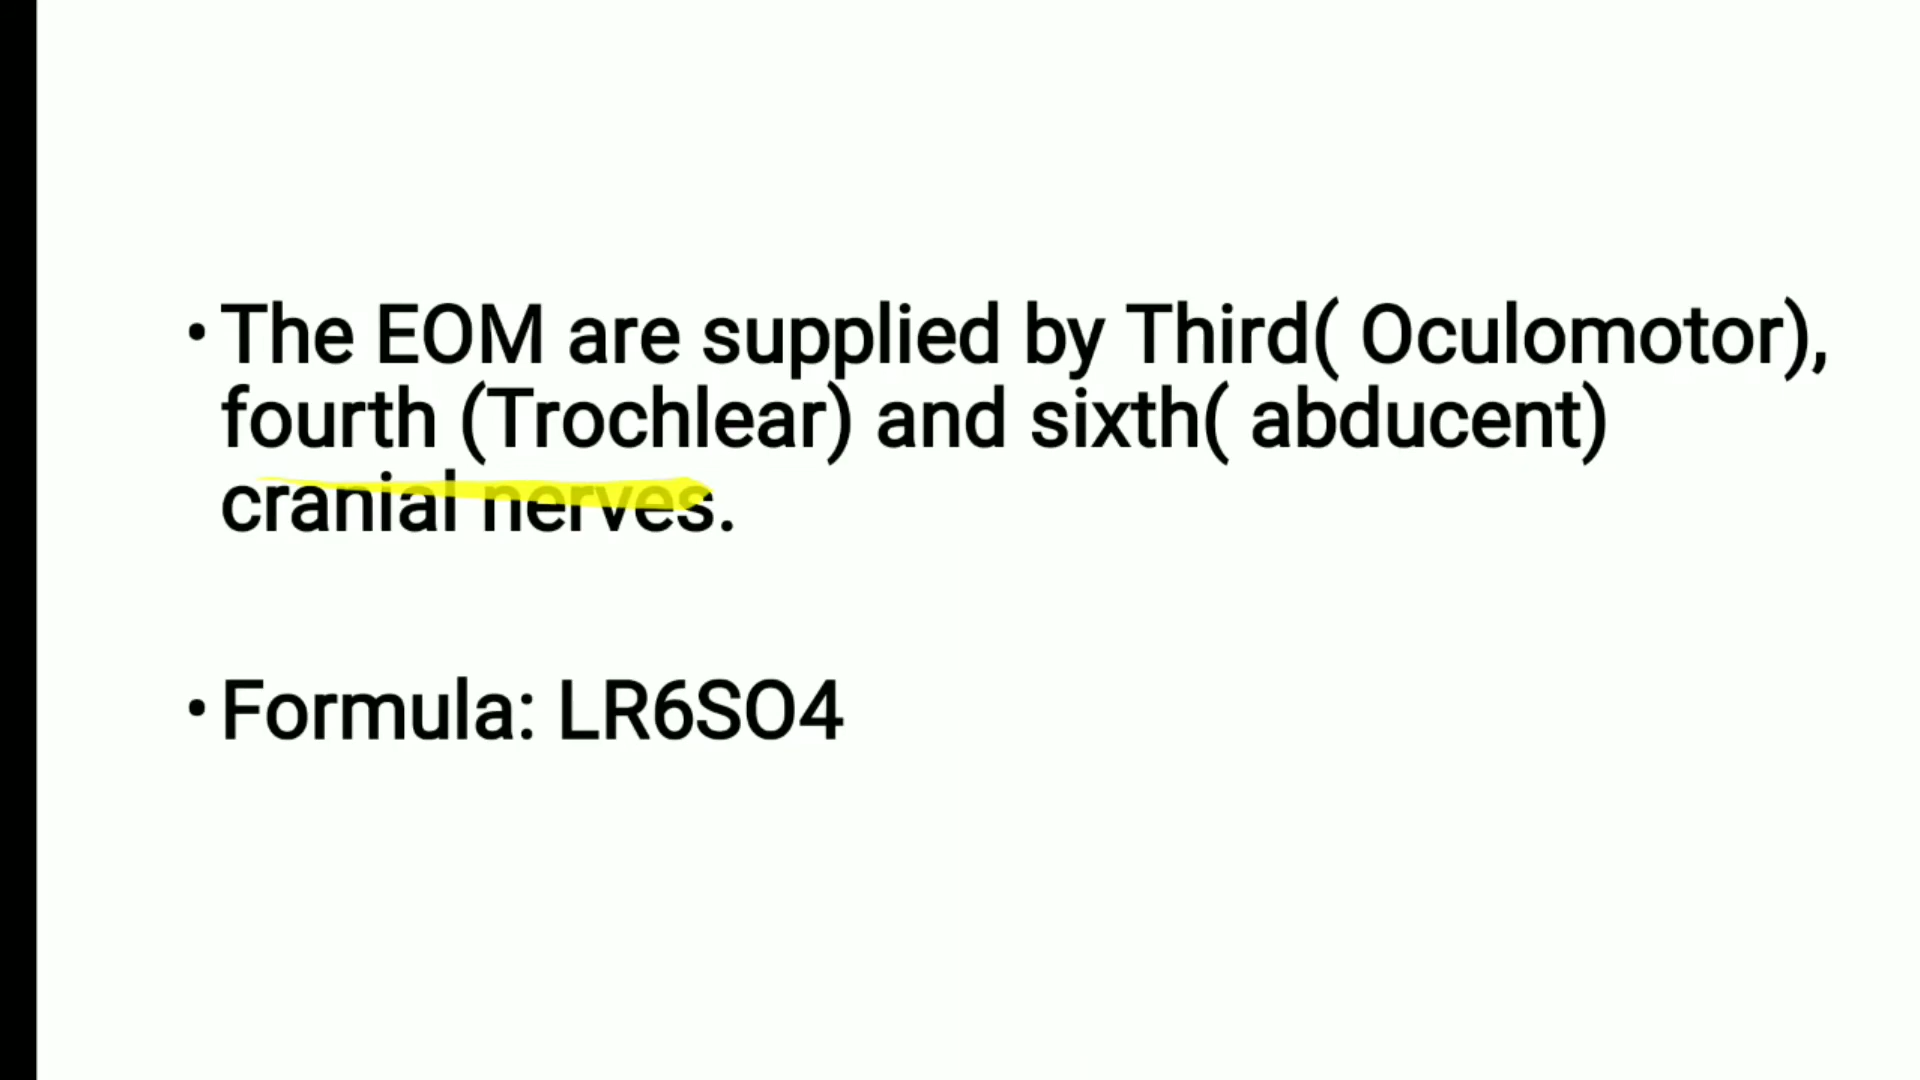 • The EOM are supplied by Third( Oculomotor),
fourth (Trochlear) and sixth( abducent)
cranial nerves.
• Formula: LR6SO4